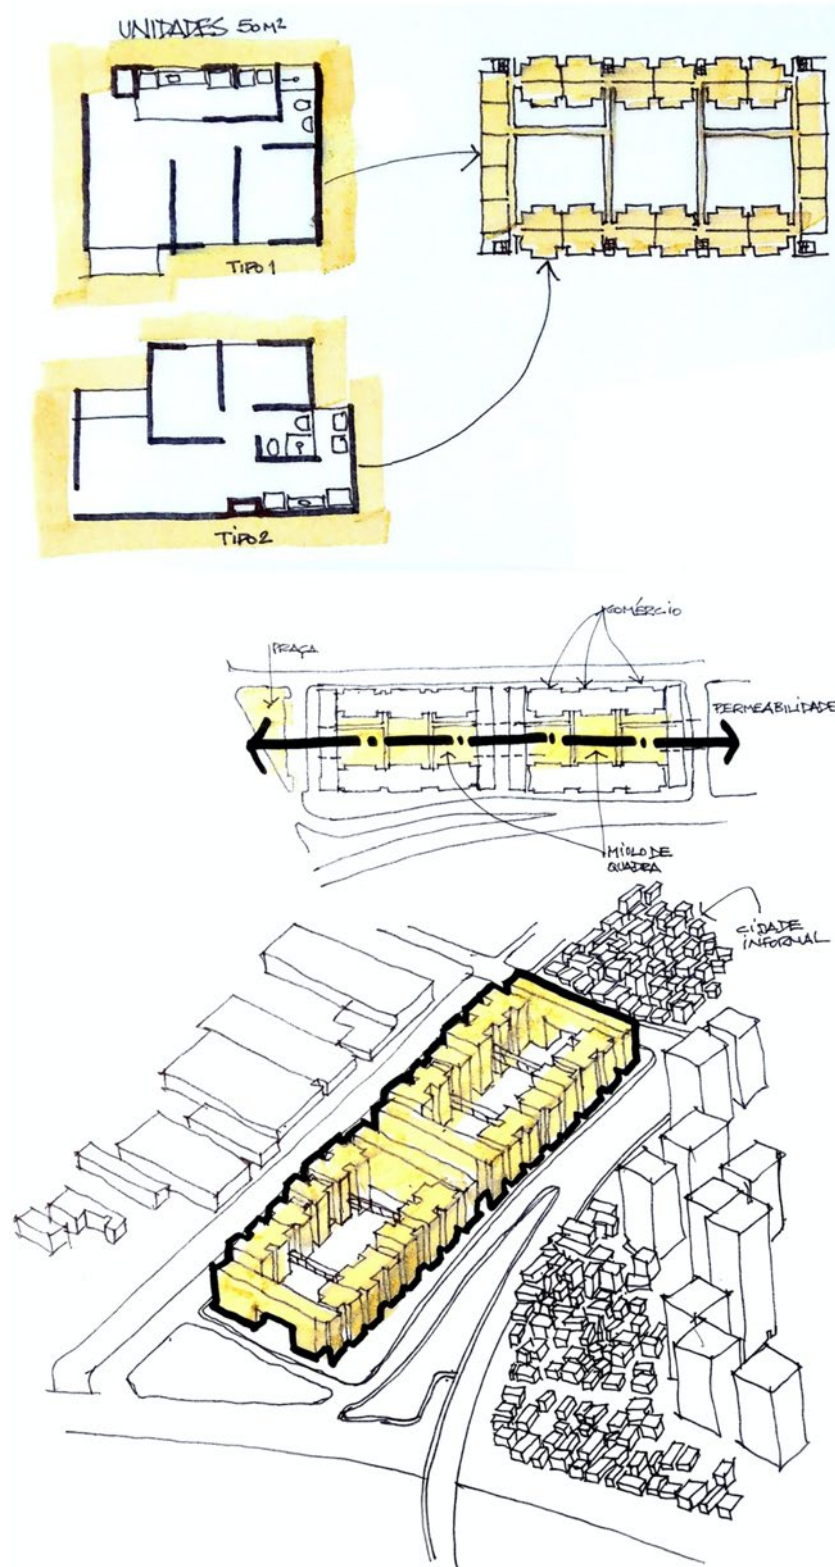 UNIDADES 50M²
TIPO 1
TIPO 2
COMÉRCIO
PRAÇA
PERMEABILIDADE
MIOLO DE
QUADRA
CIDADE
INFORMAL